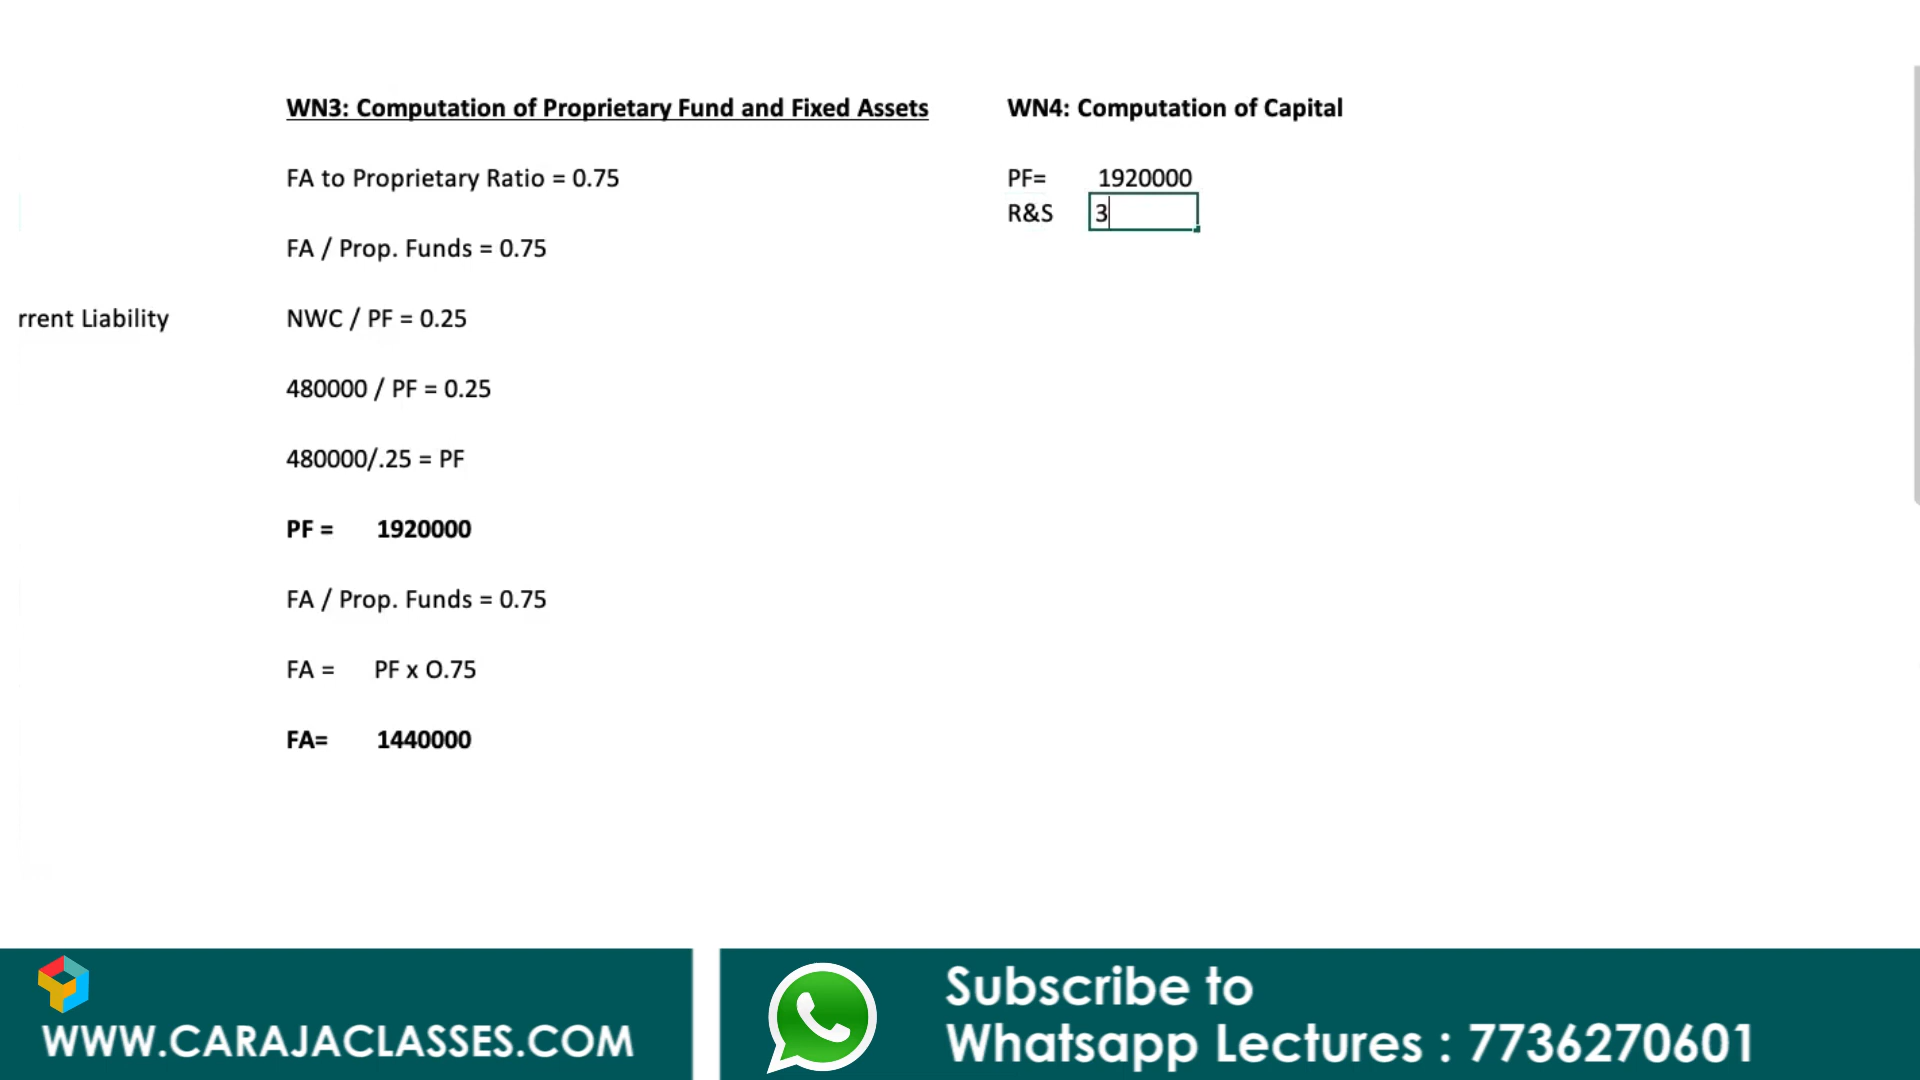 WN3: Computation of Proprietary Fund and Fixed Assets
FA to Proprietary Ratio = 0.75
FA / Prop. Funds = 0.75
rrent Liability
NWC / PF = 0.25
480000 / PF = 0.25
480000/.25 = PF
PF = 1920000
FA / Prop. Funds = 0.75
FA = PF x O.75
FA= 1440000
WN4: Computation of Capital
PF= 1920000
R&S 3
WWW.CARAJACLASSES.COM
Subscribe to
Whatsapp Lectures : 7736270601